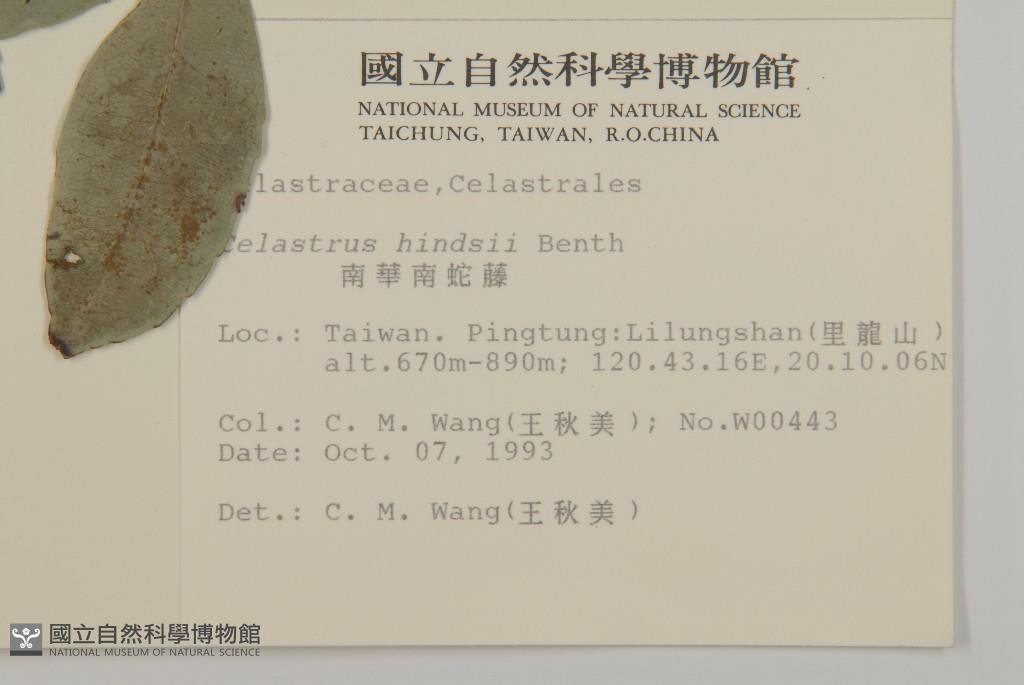 國立自然科學博物館
NATIONAL MUSEUM OF NATURAL SCIENCE
TAICHUNG, TAIWAN, R.O.CHINA
lastraceae,Celastrales
Celastrus hindsii Benth
南華南蛇藤
Loc.: Taiwan. Pingtung:Lilungshan(里龍山)
alt.670m-890m; 120.43.16E,20.10.06N
Col.: C. M. Wang(王秋美); No.W00443
Date: Oct. 07, 1993
Det.: C. M. Wang(王秋美)
國立自然科學博物館
NATIONAL MUSEUM OF NATURAL SCIENCE